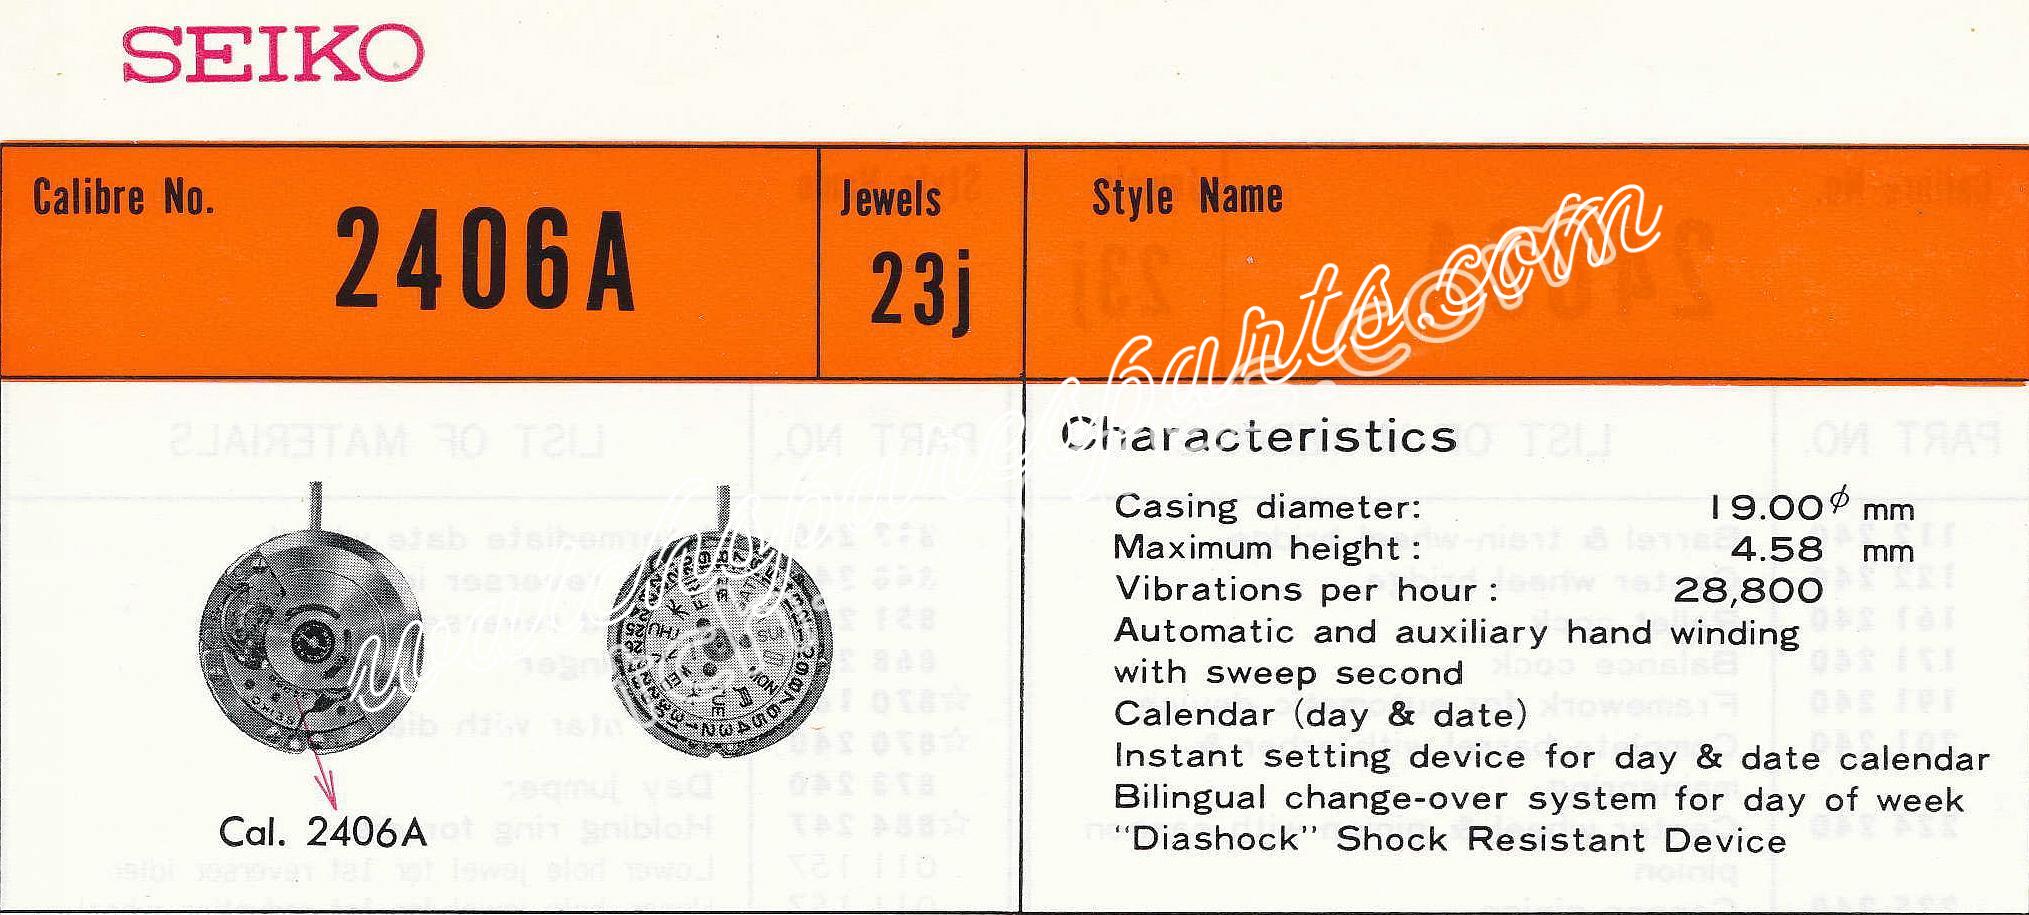 SEIKO
Calibre No.
2406A
Jewels
23j
Style Name
watchspareparts.com
Characteristics
Casing diameter: 19.00ø mm
Maximum height: 4.58 mm
Vibrations per hour: 28,800
Automatic and auxiliary hand winding
with sweep second
Calendar (day & date)
Instant setting device for day & date calendar
Bilingual change-over system for day of week
"Diashock" Shock Resistant Device
Cal. 2406A